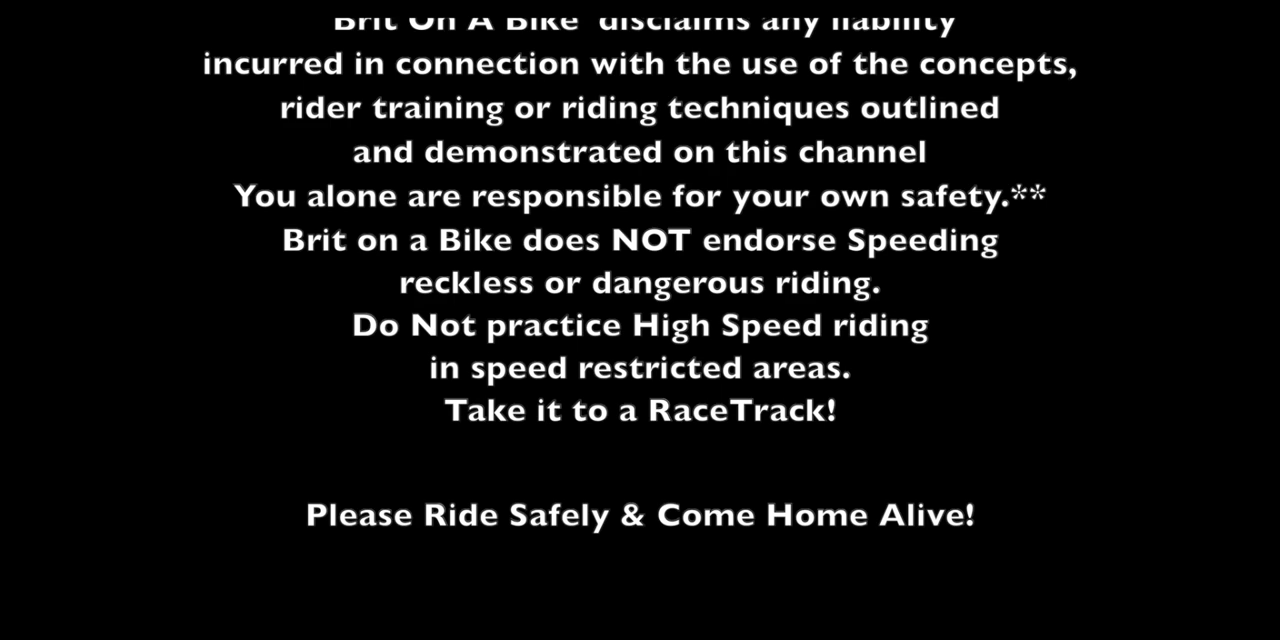 Brit On A Bike disclaims any liability
incurred in connection with the use of the concepts,
rider training or riding techniques outlined
and demonstrated on this channel
You alone are responsible for your own safety.**
Brit on a Bike does NOT endorse Speeding
reckless or dangerous riding.
Do Not practice High Speed riding
in speed restricted areas.
Take it to a RaceTrack!
Please Ride Safely & Come Home Alive!